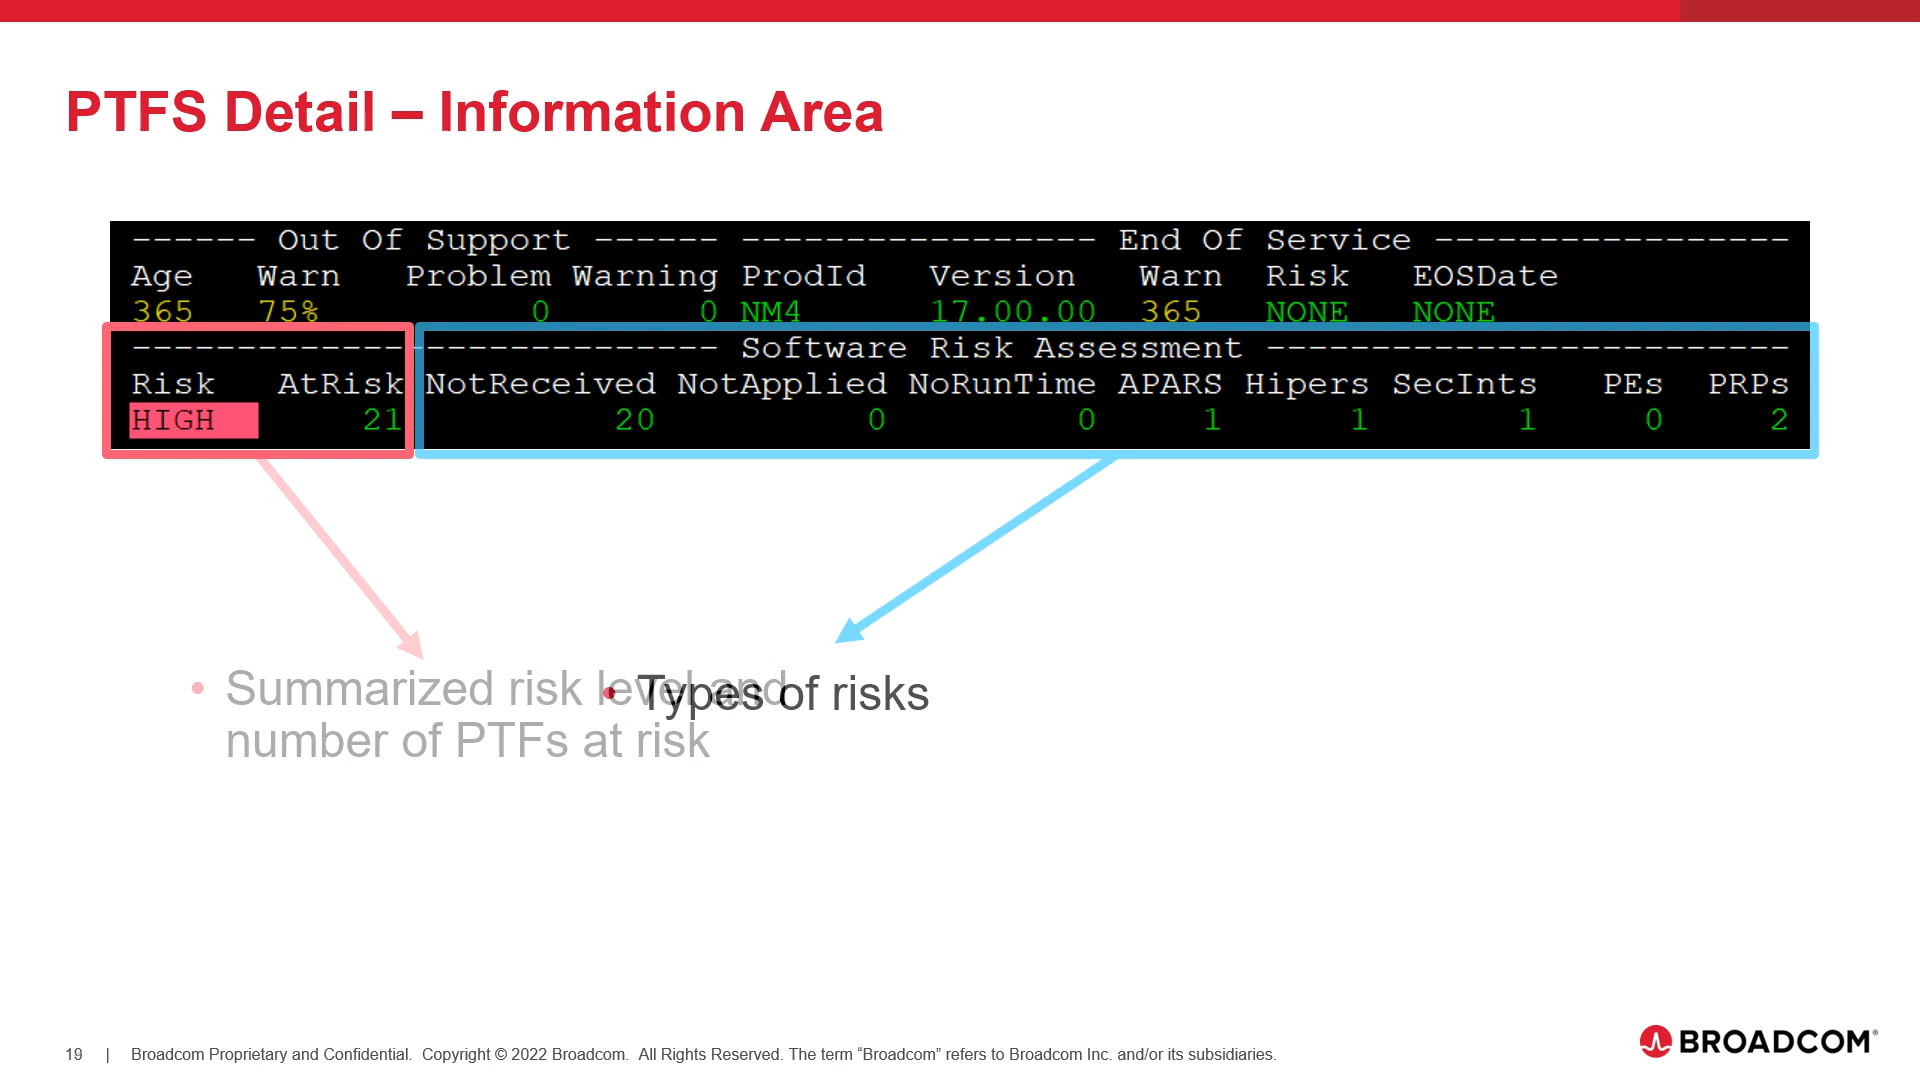 PTFS Detail – Information Area
------ Out Of Support ------ ----------------- End Of Service -----------------
Age Warn Problem Warning ProdId Version Warn Risk EOSDate
365 75% 0 0 NM4 17.00.00 365 NONE NONE
---------------------------- Software Risk Assessment -------------------------
Risk AtRisk NotReceived NotApplied NoRunTime APARS Hipers SecInts PEs PRPs
HIGH 21 20 0 0 1 1 1 0 2
• Summarized risk level and
number of PTFs at risk
• Types of risks
19 | Broadcom Proprietary and Confidential. Copyright © 2022 Broadcom. All Rights Reserved. The term “Broadcom” refers to Broadcom Inc. and/or its subsidiaries.
BROADCOM®